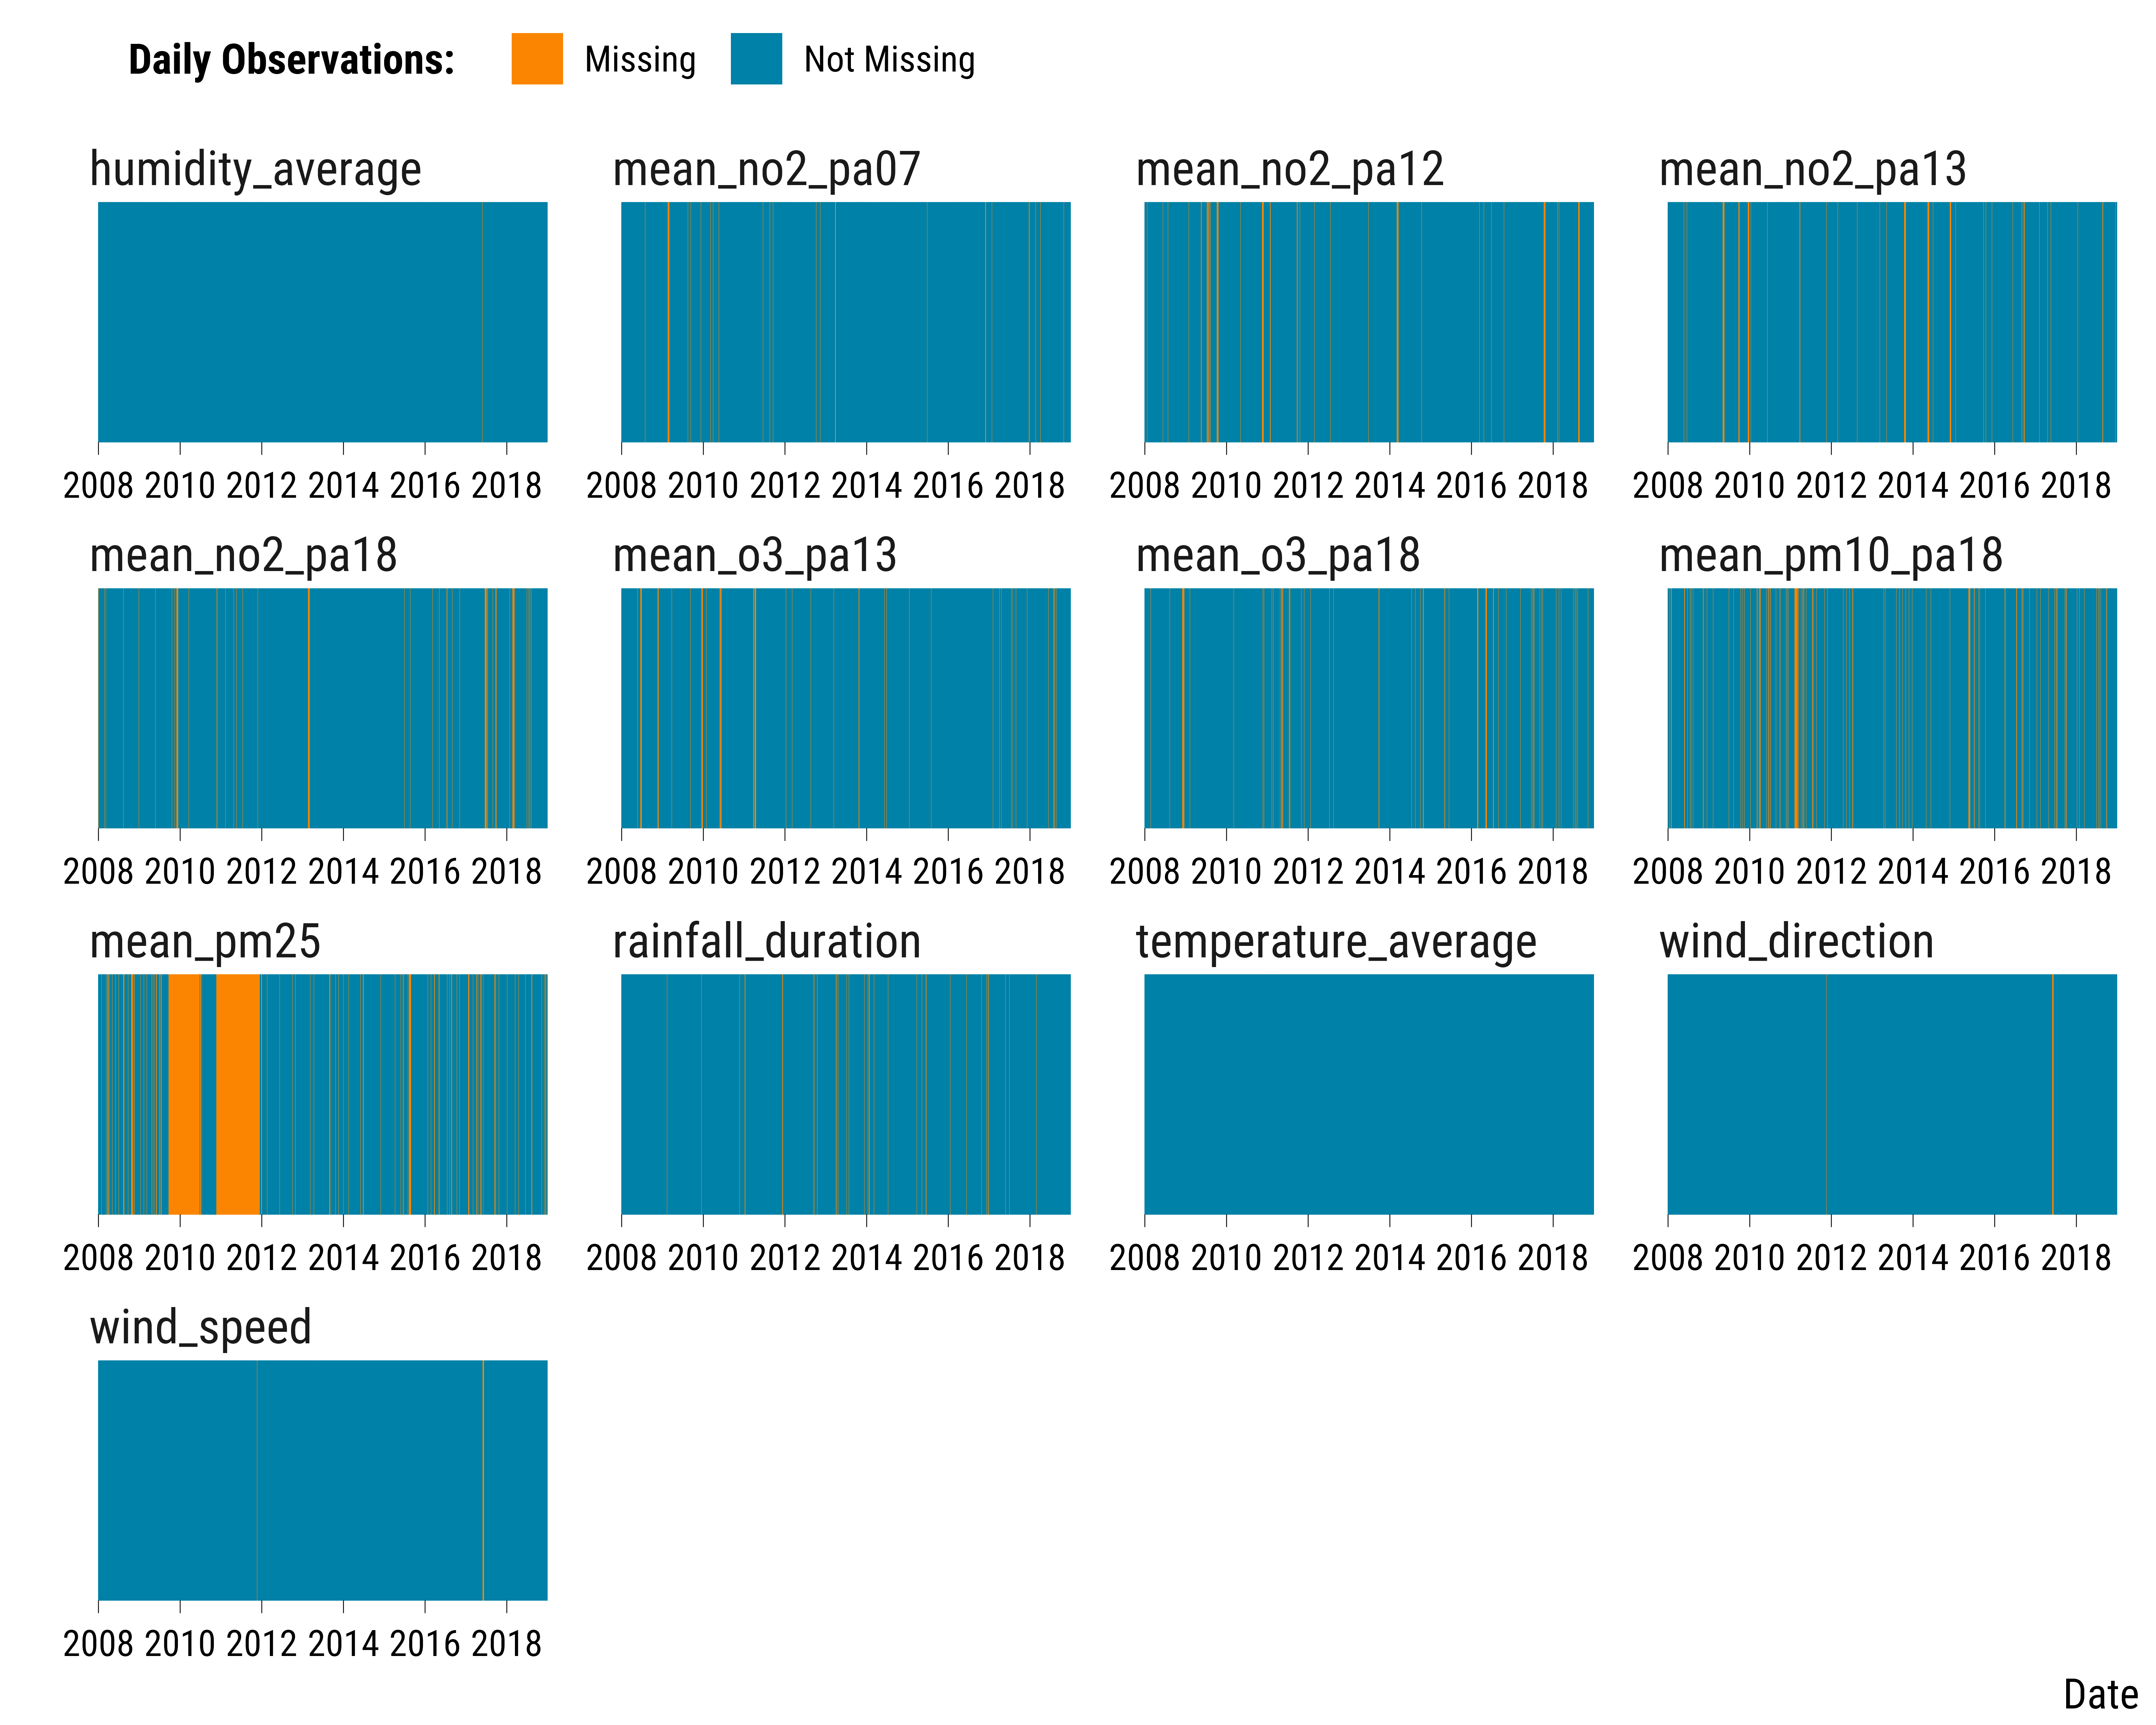 Daily Observations: Missing Not Missing
humidity_average mean_no2_pa07 mean_no2_pa12 mean_no2_pa13
2008 2010 2012 2014 2016 2018 2008 2010 2012 2014 2016 2018 2008 2010 2012 2014 2016 2018 2008 2010 2012 2014 2016 2018
mean_no2_pa18 mean_o3_pa13 mean_o3_pa18 mean_pm10_pa18
2008 2010 2012 2014 2016 2018 2008 2010 2012 2014 2016 2018 2008 2010 2012 2014 2016 2018 2008 2010 2012 2014 2016 2018
mean_pm25 rainfall_duration temperature_average wind_direction
2008 2010 2012 2014 2016 2018 2008 2010 2012 2014 2016 2018 2008 2010 2012 2014 2016 2018 2008 2010 2012 2014 2016 2018
wind_speed
2008 2010 2012 2014 2016 2018
Date